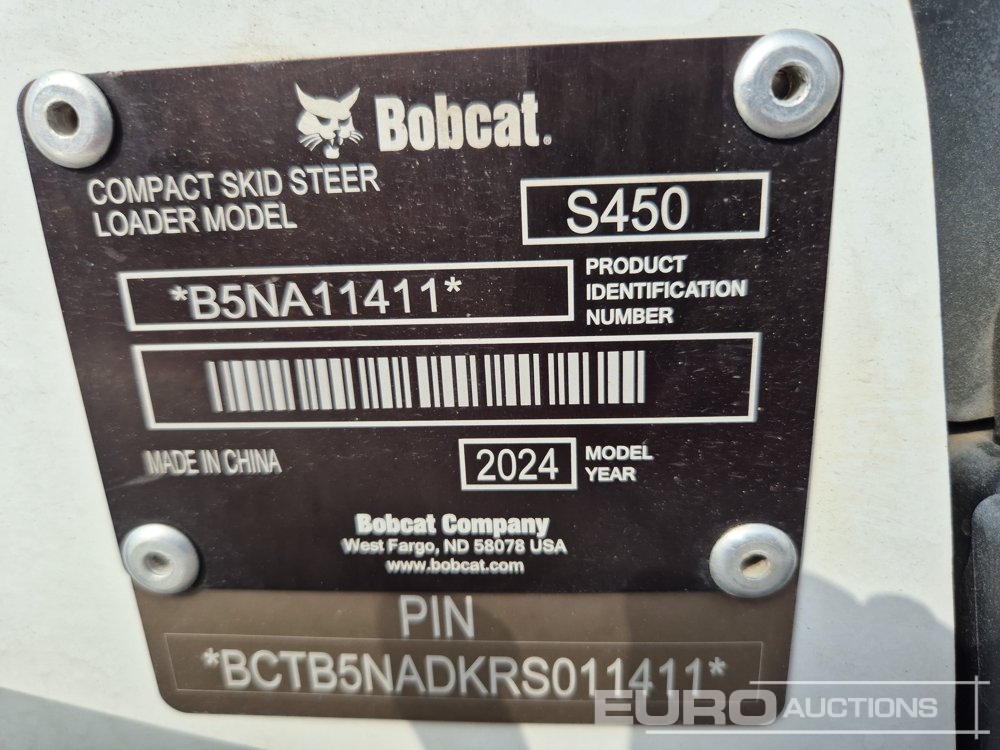 Bobcat.
COMPACT SKID STEER
LOADER MODEL
S450
*B5NA11411*
PRODUCT
IDENTIFICATION
NUMBER
MADE IN CHINA
2024
MODEL
YEAR
Bobcat Company
West Fargo, ND 58078 USA
www.bobcat.com
PIN
*BCTB5NADKRS011411*
EURO AUCTIONS